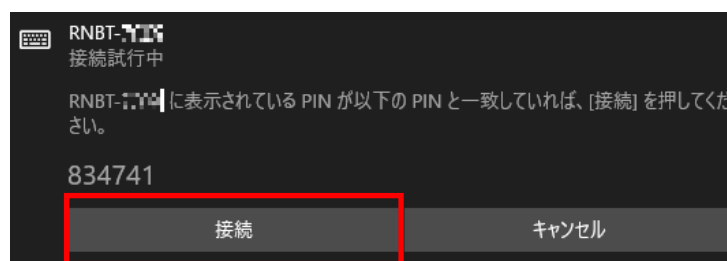 RNBT-
接続試行中
RNBT- に表示されている PIN が以下の PIN と一致していれば、[接続] を押してくだ
さい。
834741
接続
キャンセル